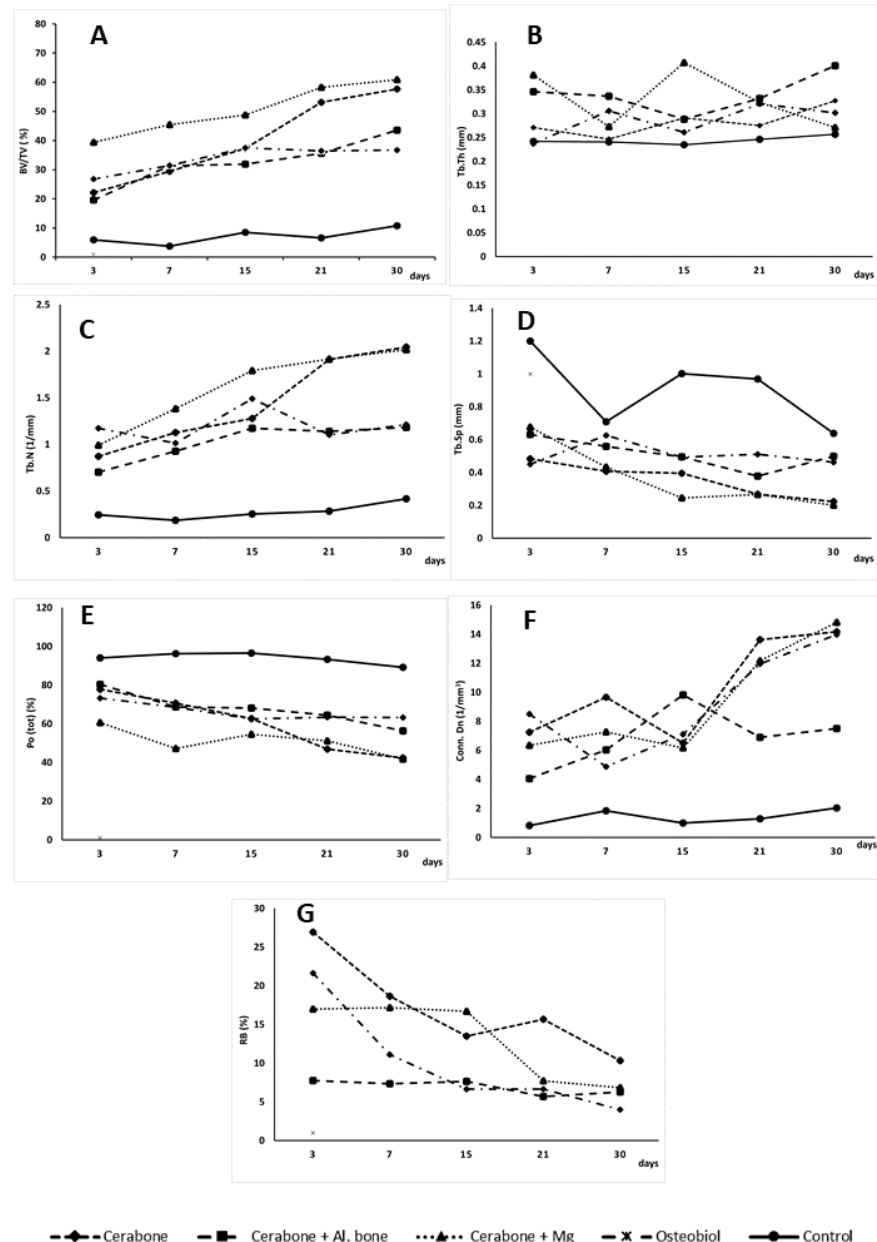 A
80
70
60
50
40
30
20
10
0
BV/TV (%)
3 7 15 21 30 days
B
0.45
0.4
0.35
0.3
0.25
0.2
0.15
0.1
0.05
0
Tb.Th (mm)
3 7 15 21 30 days
C
2.5
2
1.5
1
0.5
0
Tb.N (1/mm)
3 7 15 21 30 days
D
1.4
1.2
1
0.8
0.6
0.4
0.2
0
Tb.Sp (mm)
3 7 15 21 30 days
E
120
100
80
60
40
20
0
Po (tot) (%)
3 7 15 21 30 days
F
16
14
12
10
8
6
4
2
0
Conn. Dn (1/mm³)
3 7 15 21 30 days
G
30
25
20
15
10
5
0
RB (%)
3 7 15 21 30 days
Cerabone Cerabone + Al. bone Cerabone + Mg Osteobiol Control